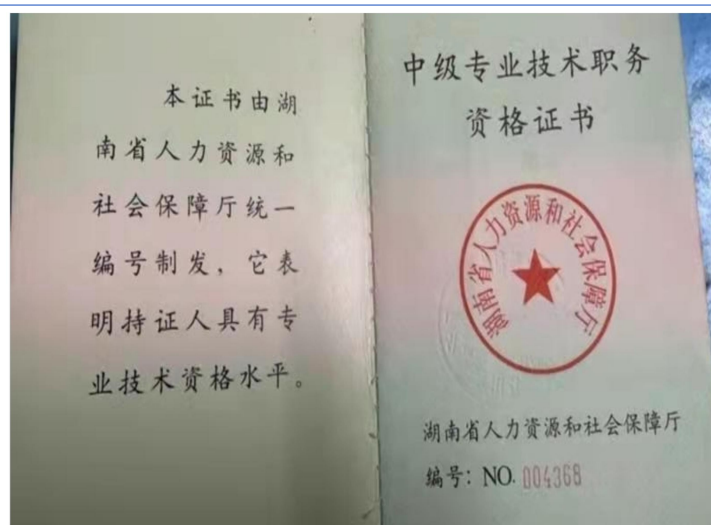 本证书由湖
南省人力资源和
社会保障厅统一
编号制发，它表
明持证人具有专
业技术资格水平。
中级专业技术职务
资格证书
湖南省人力资源和社会保障厅
湖南省人力资源和社会保障厅
编号：NO. 004368